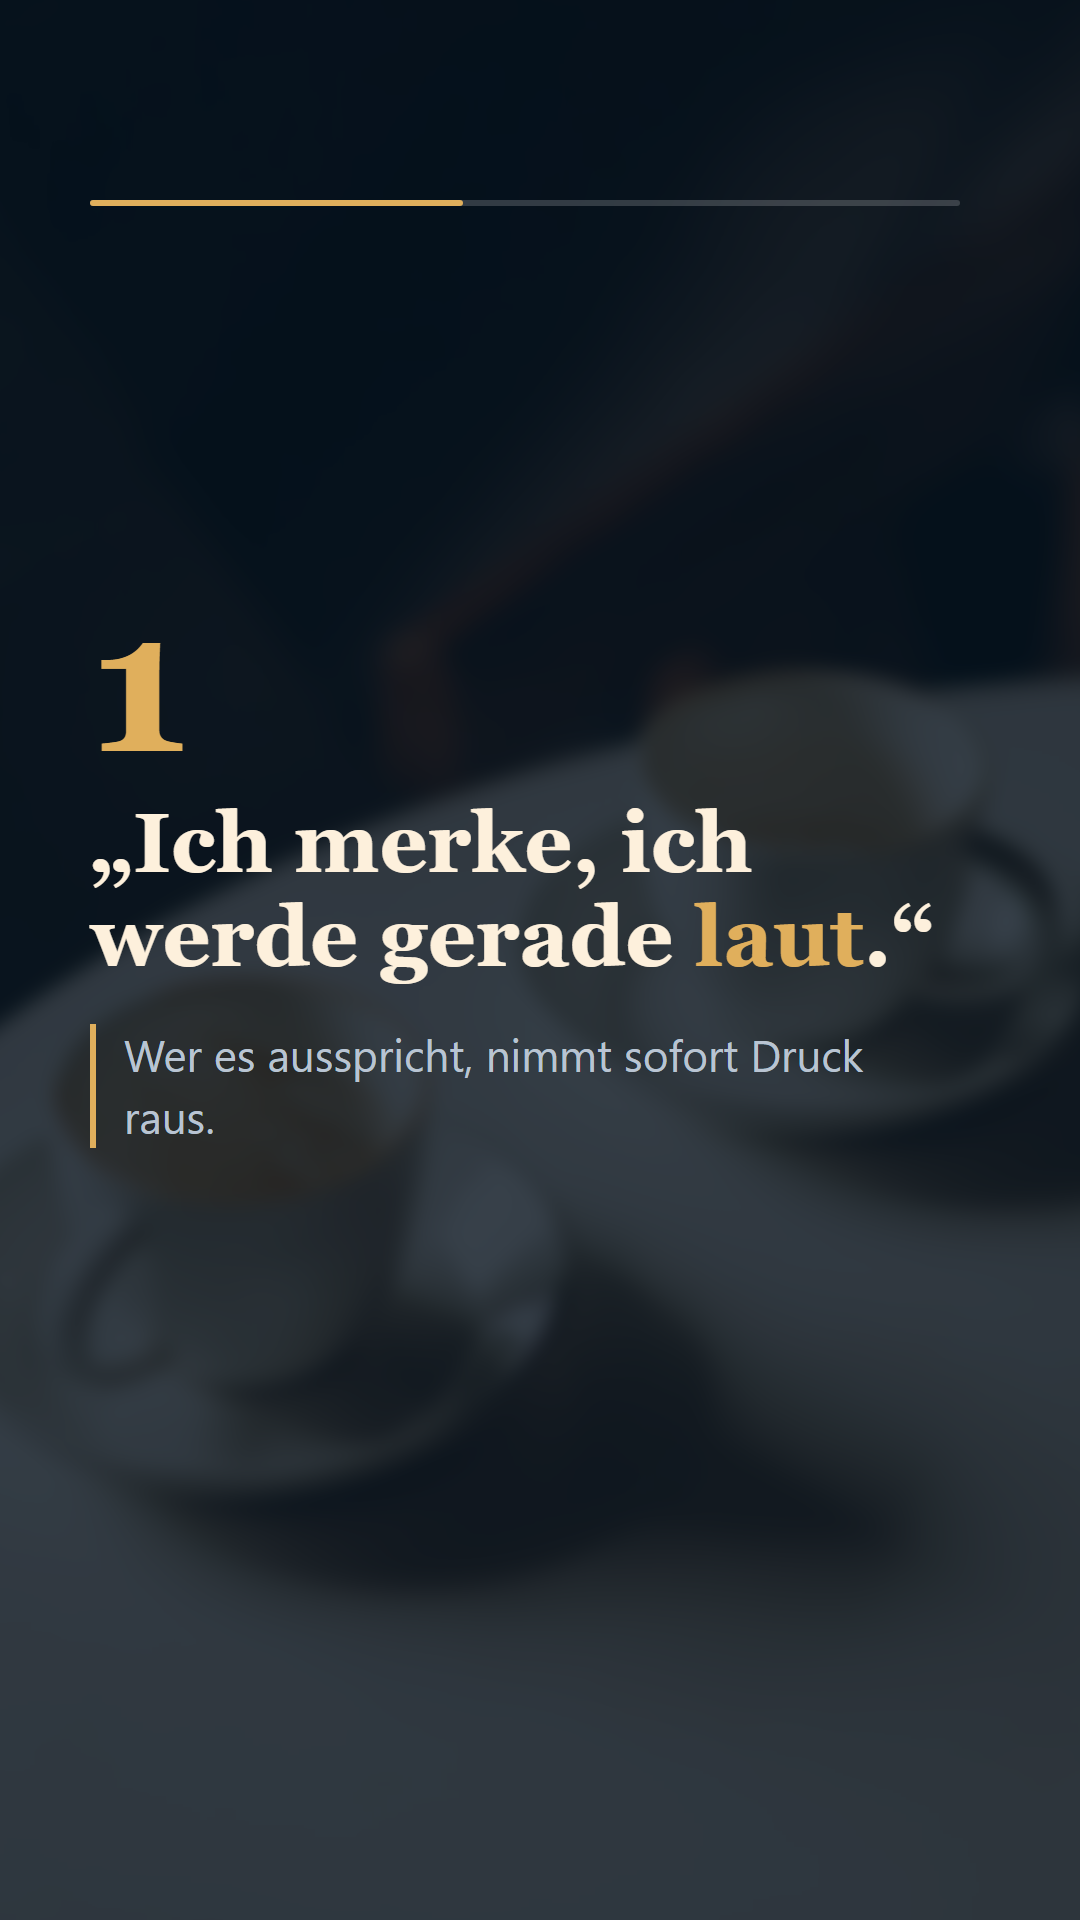 1
„Ich merke, ich
werde gerade laut.“
Wer es ausspricht, nimmt sofort Druck
raus.